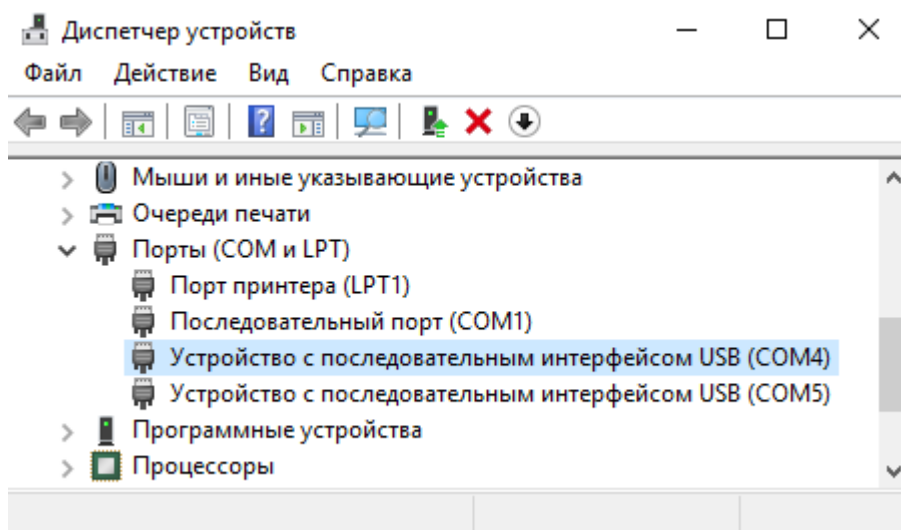 Диспетчер устройств
Файл Действие Вид Справка
Мыши и иные указывающие устройства
Очереди печати
Порты (COM и LPT)
Порт принтера (LPT1)
Последовательный порт (COM1)
Устройство с последовательным интерфейсом USB (COM4)
Устройство с последовательным интерфейсом USB (COM5)
Программные устройства
Процессоры